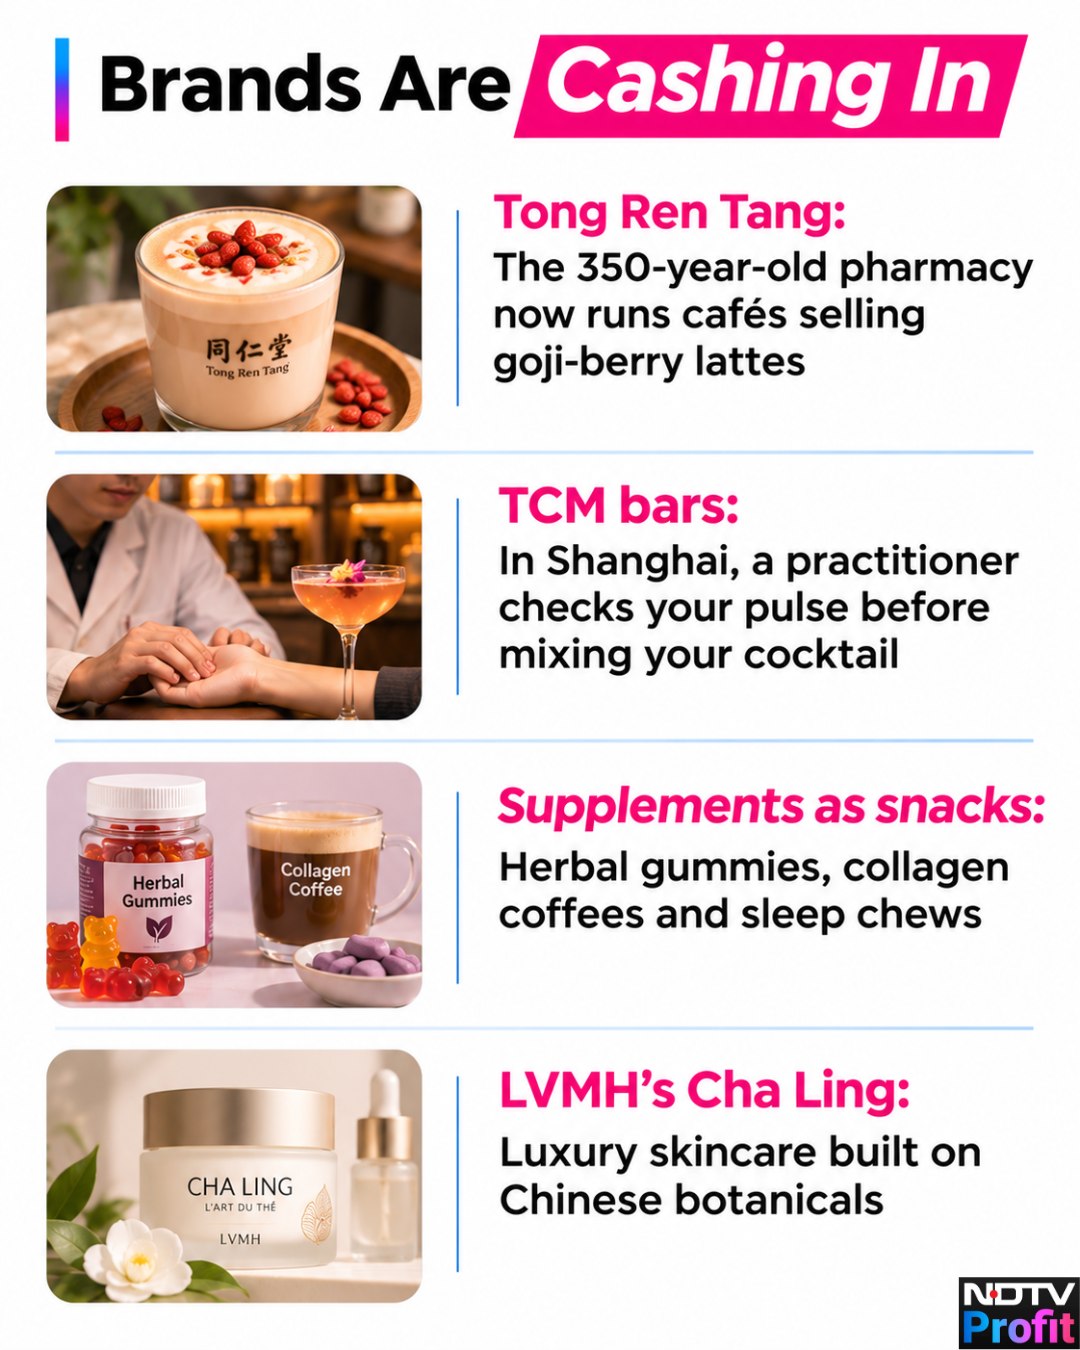 Brands Are Cashing In
同仁堂
Tong Ren Tang
Tong Ren Tang:
The 350-year-old pharmacy
now runs cafés selling
goji-berry lattes
TCM bars:
In Shanghai, a practitioner
checks your pulse before
mixing your cocktail
Herbal
Gummies
Collagen
Coffee
Supplements as snacks:
Herbal gummies, collagen
coffees and sleep chews
CHA LING
L'ART DU THÉ
LVMH
LVMH's Cha Ling:
Luxury skincare built on
Chinese botanicals
NDTV
Profit